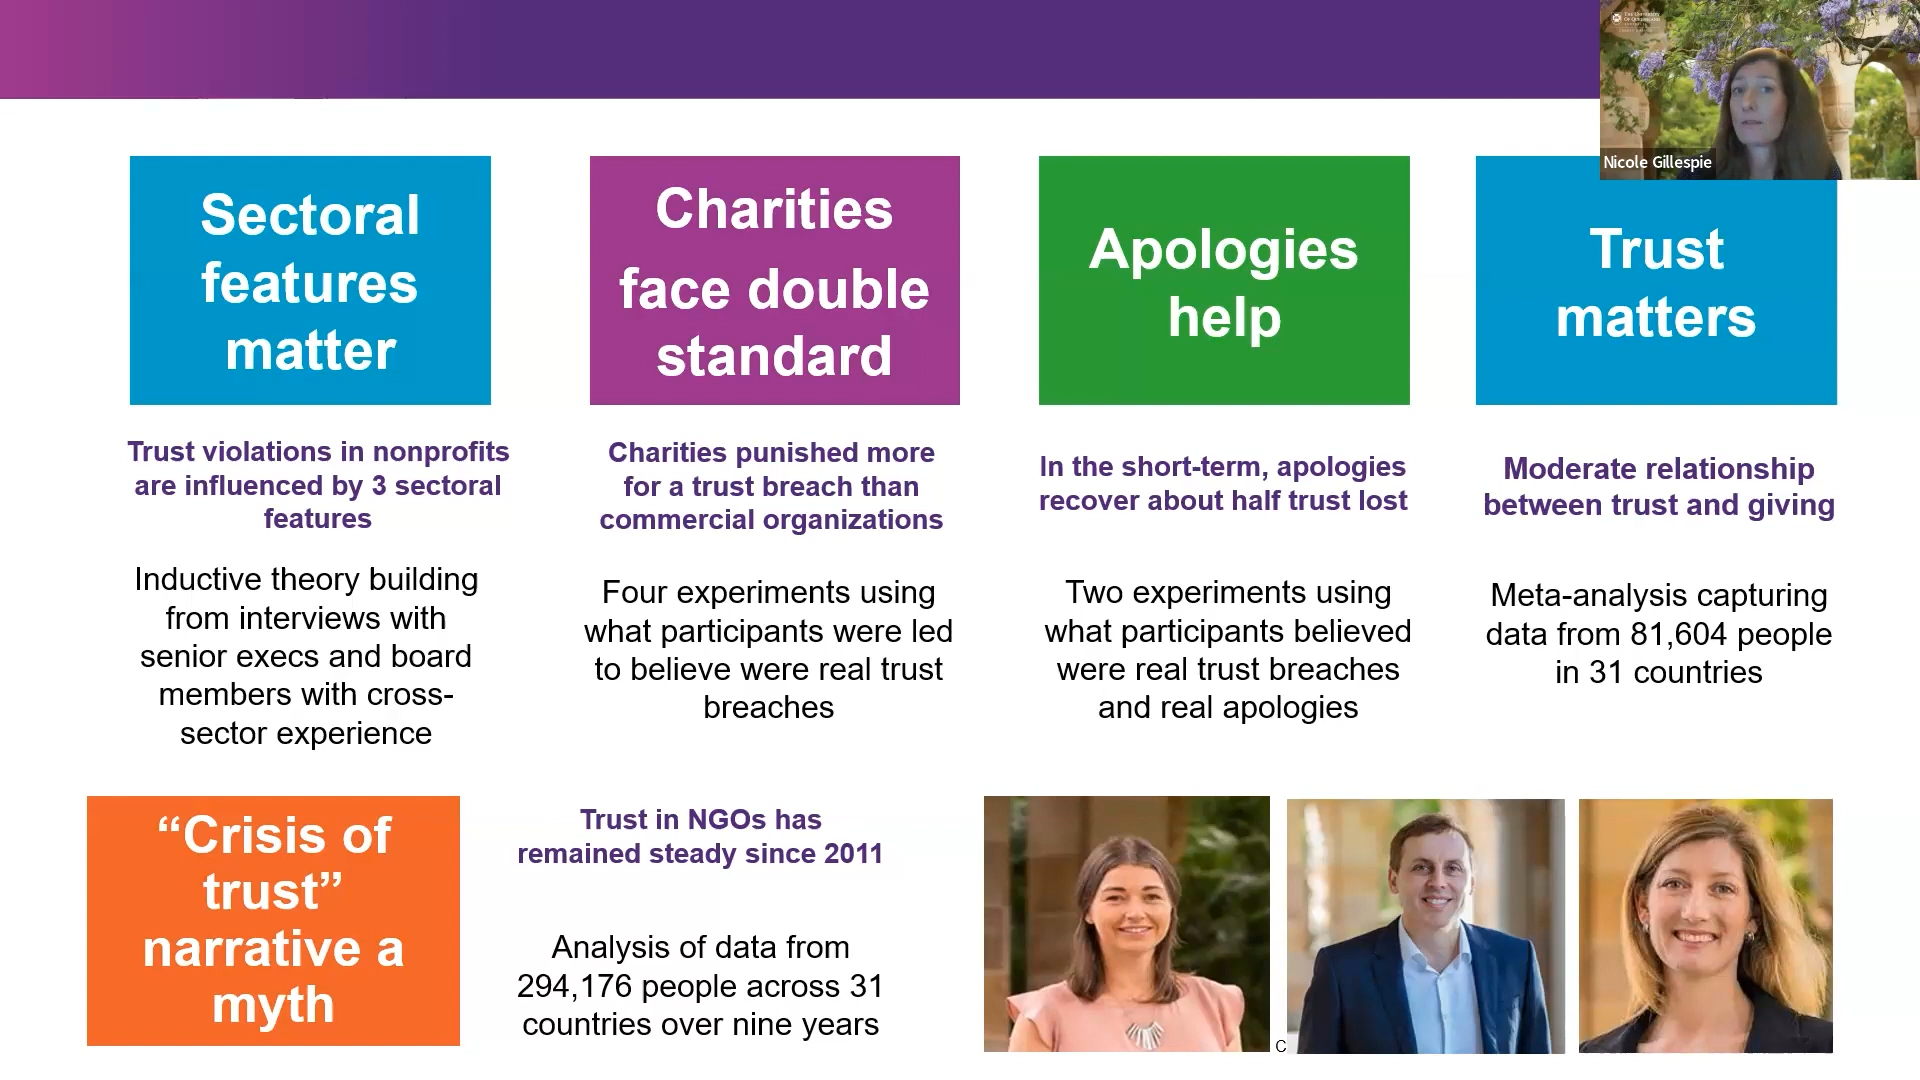 THE UNIVERSITY
OF QUEENSLAND
Nicole Gillespie
Sectoral
features
matter
Charities
face double
standard
Apologies
help
Trust
matters
Trust violations in nonprofits
are influenced by 3 sectoral
features
Charities punished more
for a trust breach than
commercial organizations
In the short-term, apologies
recover about half trust lost
Moderate relationship
between trust and giving
Inductive theory building
from interviews with
senior execs and board
members with cross-
sector experience
Four experiments using
what participants were led
to believe were real trust
breaches
Two experiments using
what participants believed
were real trust breaches
and real apologies
Meta-analysis capturing
data from 81,604 people
in 31 countries
“Crisis of
trust”
narrative a
myth
Trust in NGOs has
remained steady since 2011
Analysis of data from
294,176 people across 31
countries over nine years
C